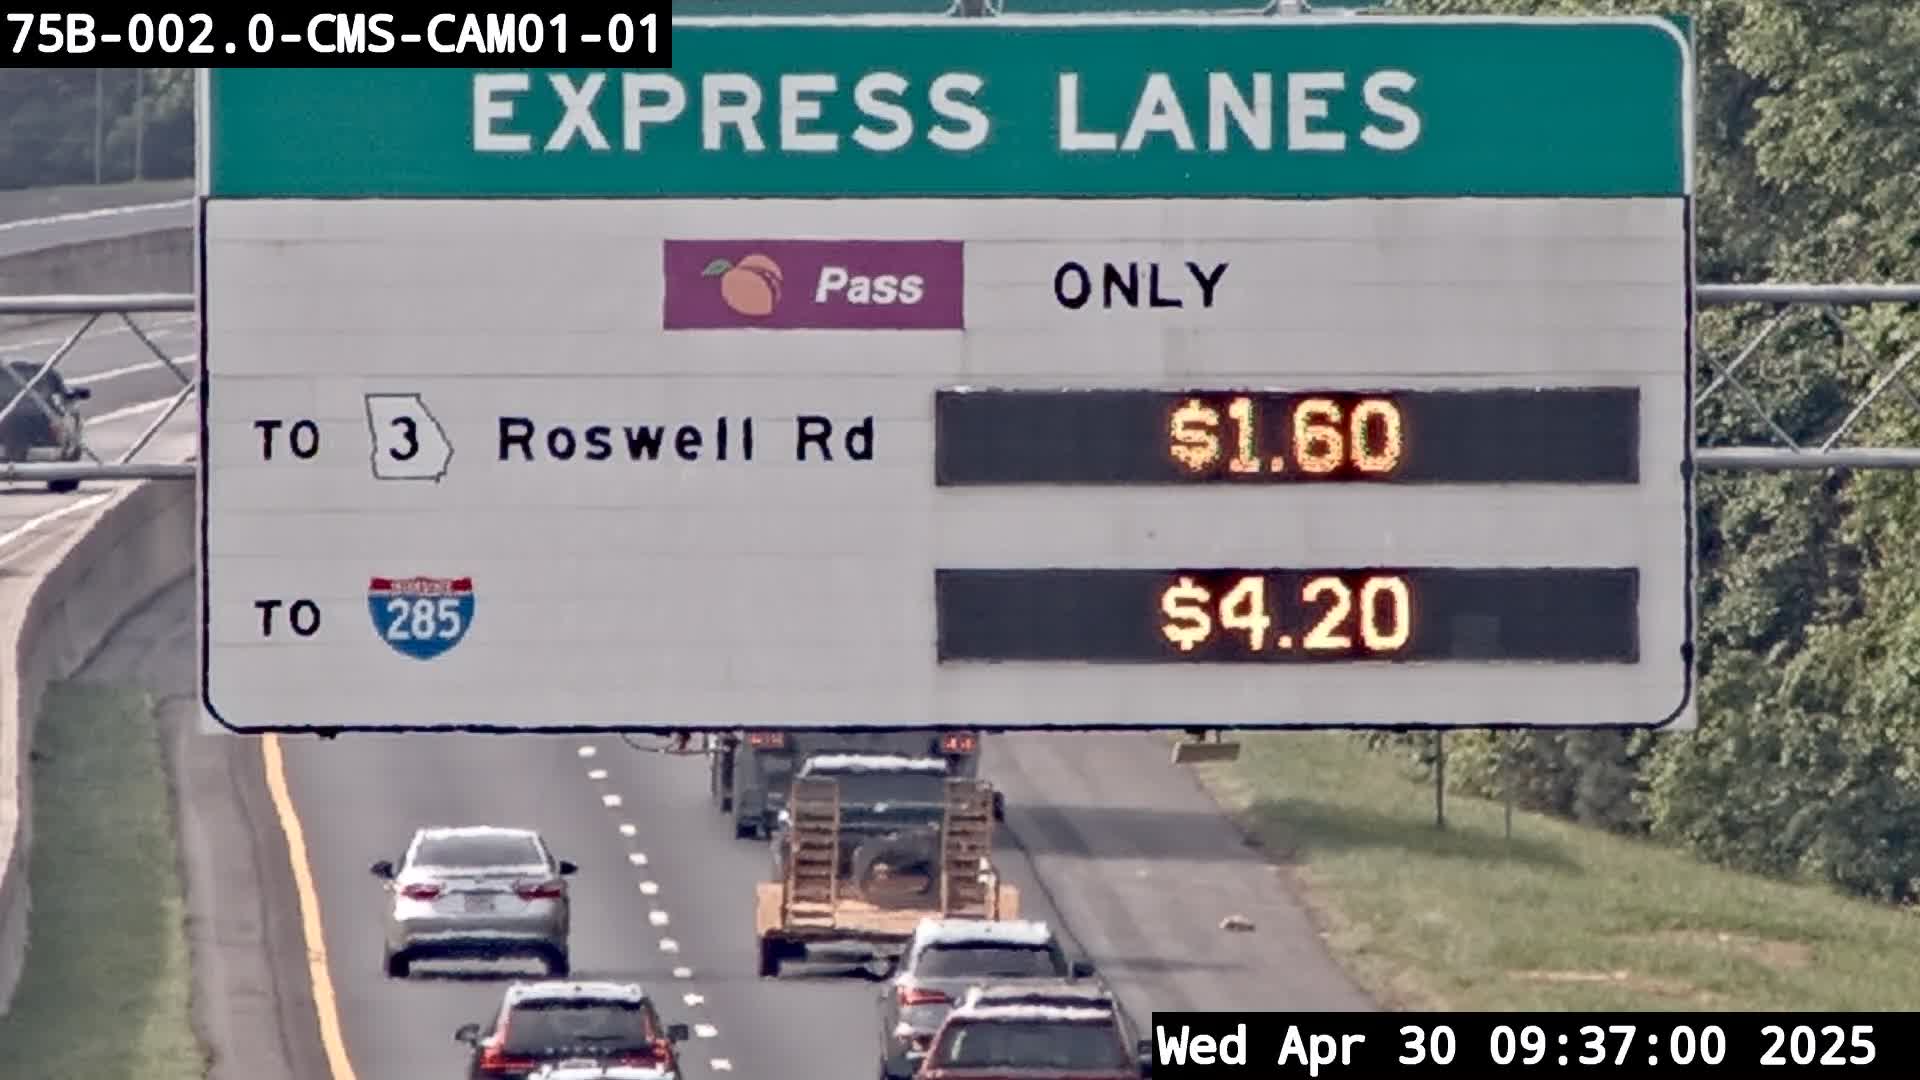 75B-002.0-CMS-CAM01-01
EXPRESS LANES
Pass ONLY
TO 3 Roswell Rd $1.60
TO INTERSTATE 285 $4.20
Wed Apr 30 09:37:00 2025